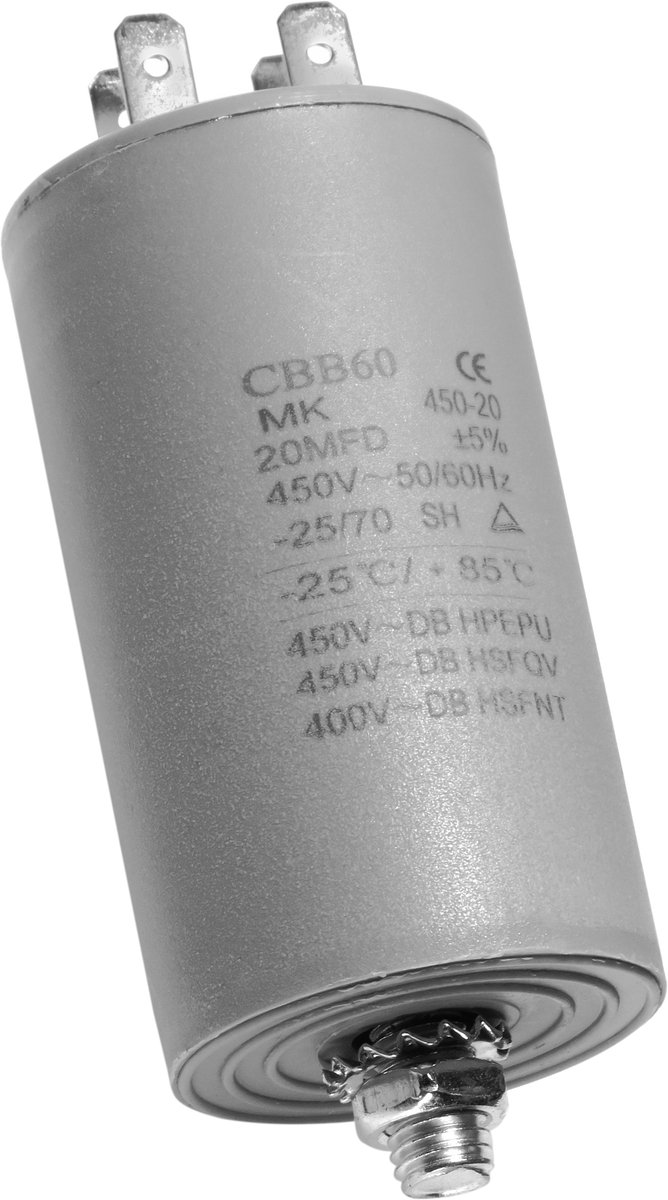 CBB60 CE
MK 450-20
20MFD ±5%
450V~50/60Hz
-25/70 SH
-25℃/ + 85℃
450V~DB HPEPU
450V~DB HSFQV
400V~DB HSFNT